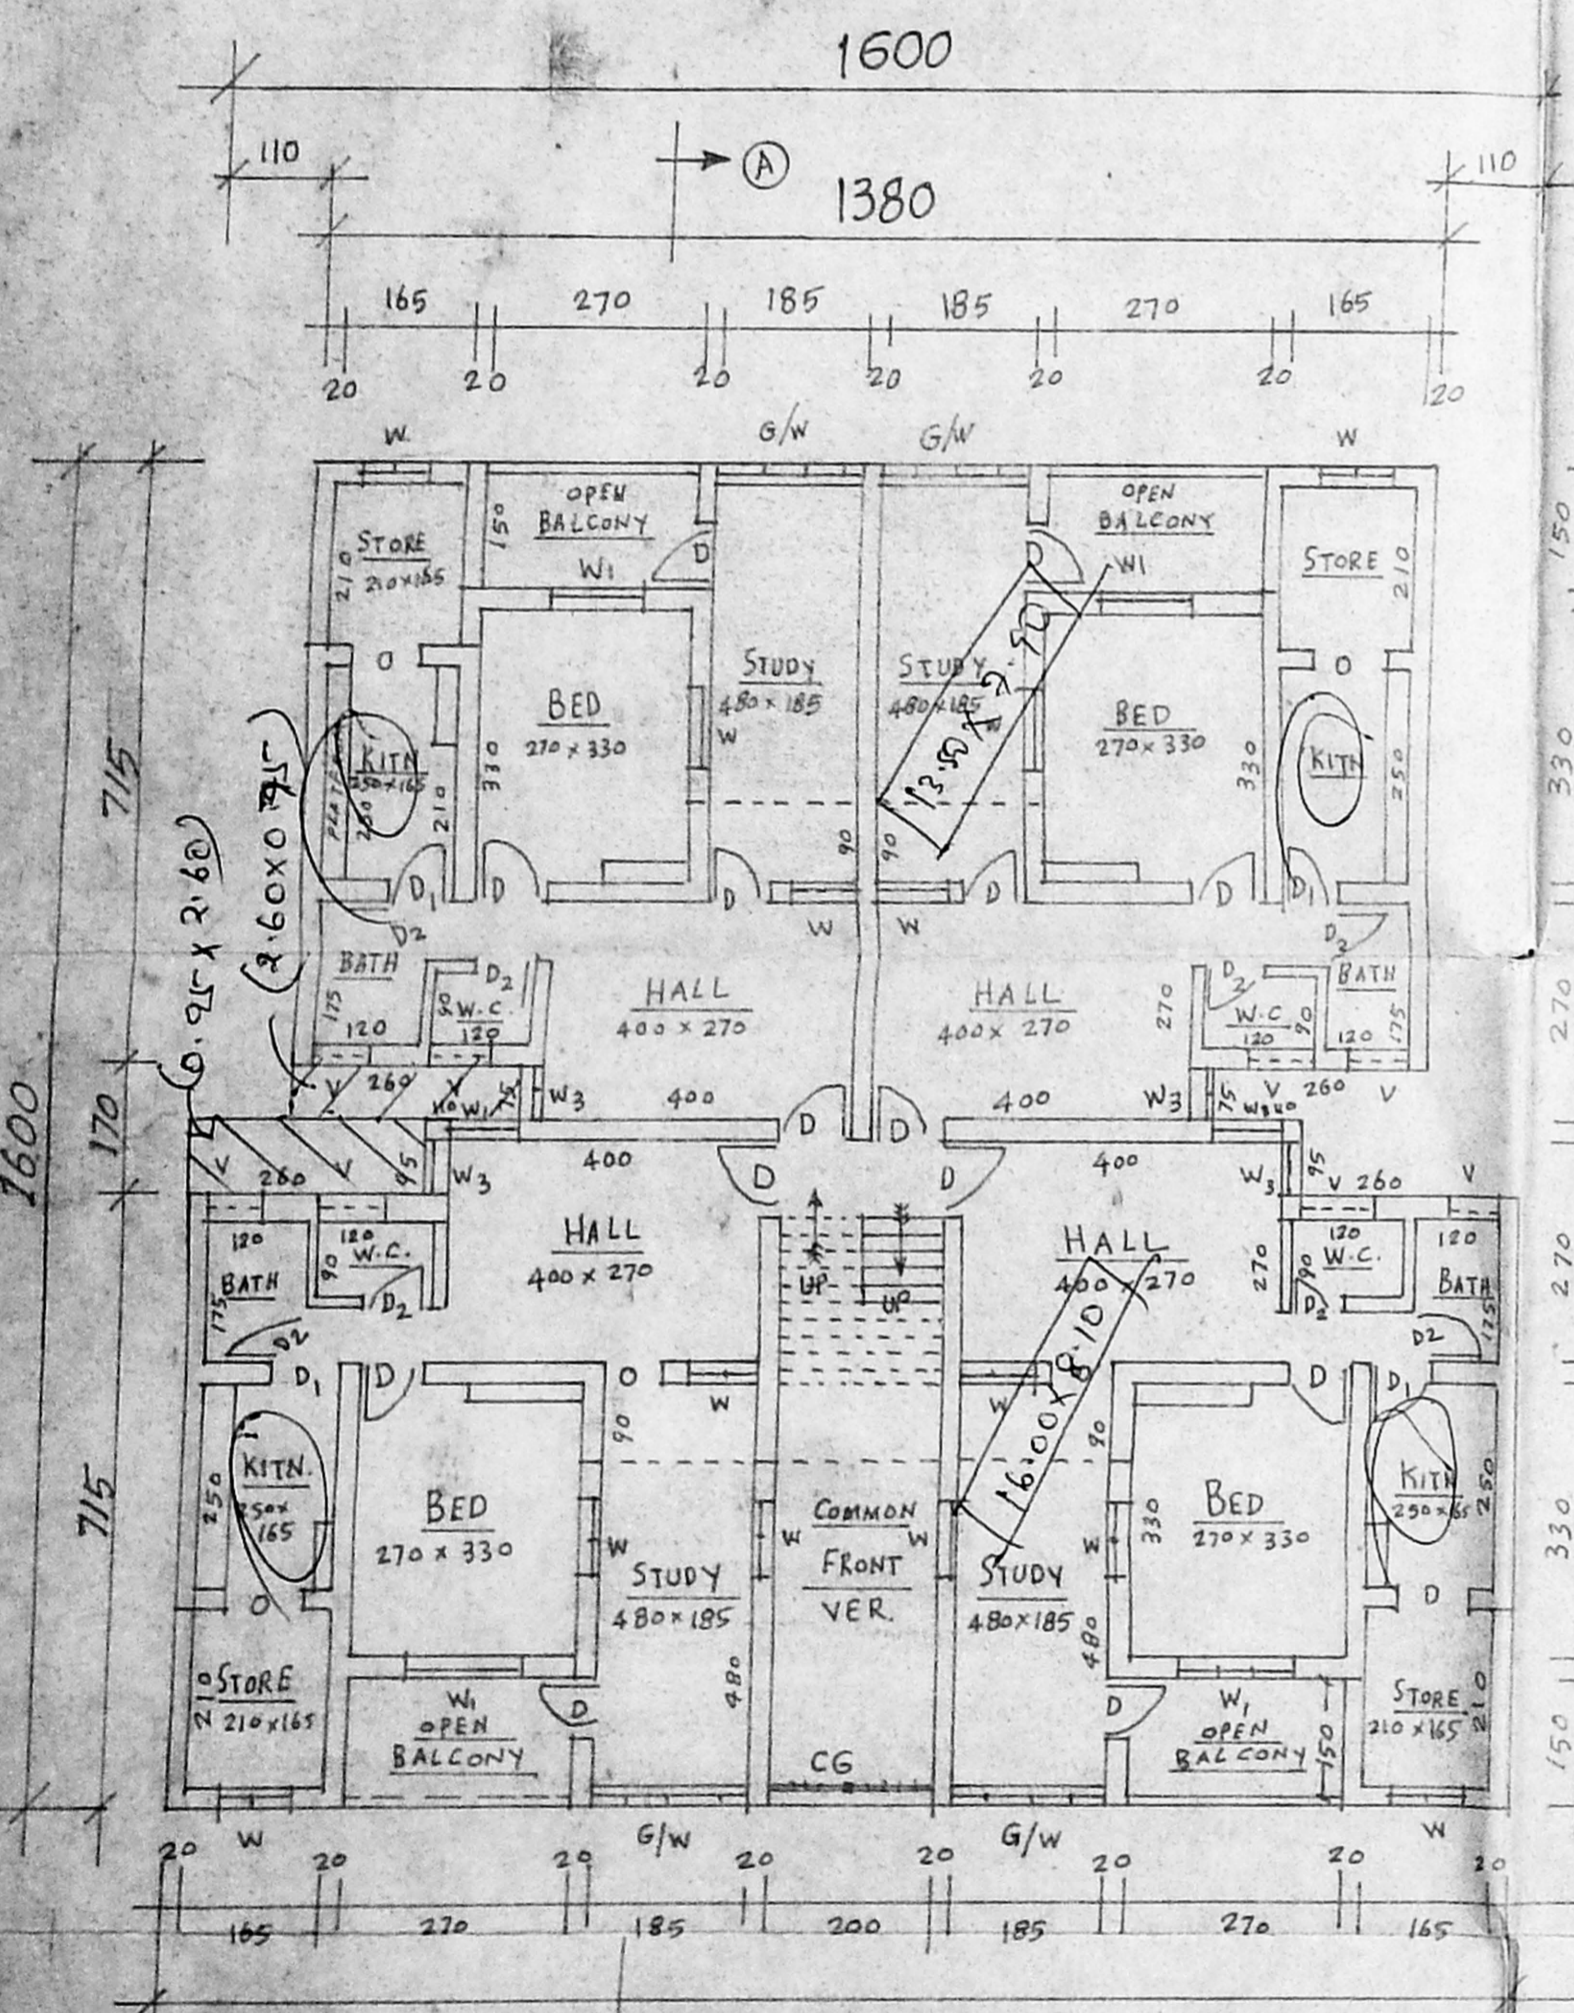 1600
110
A
110
1380
165 270 185 185 270 165
20 20 20 20 20 20 20
W G/W G/W W
OPEN
BALCONY
150
W1
D
OPEN
BALCONY
W1
D
STORE
210 x 165
210
STORE
210
150
O
O
BED
270 x 330
330
STUDY
480 x 185
W
STUDY
480 x 185
13.50 x
BED
270 x 330
330
KITN
250 x 165
210
KITN
250
330
715
90
90
D1 D D D D D1
W W
0.95 x 2.60
(2.60 x 0.95)
D2
BATH
175
120
D2
W.C.
120
HALL
400 x 270
HALL
400 x 270
270
D2
W.C
120
90
D2
BATH
120
175
270
V 260 V
75
W3
400
400
W3
75
V 260 V
D D
1600
170
V 260 V
95
W3
400
D
D
400
W3
95
V 260 V
120
BATH
175
120
W.C.
90
D2
D2
HALL
400 x 270
UP
UP
HALL
400 x 270
270
120
W.C.
90
D2
120
BATH
175
D2
270
D1 D O W W D D1
90
90
16.00 x 8.10
715
KITN.
250 x
165
250
BED
270 x 330
W
STUDY
480 x 185
480
W
COMMON
FRONT
VER.
W
STUDY
480 x 185
480
W
330
BED
270 x 330
KITN
250
330
O
D
STORE
210 x 165
210
W1
OPEN
BALCONY
D
CG
D
W1
OPEN
BALCONY
150
STORE
210 x 165
210
150
W G/W G/W W
20 20 20 20 20 20 20 20
165 270 185 200 185 270 165